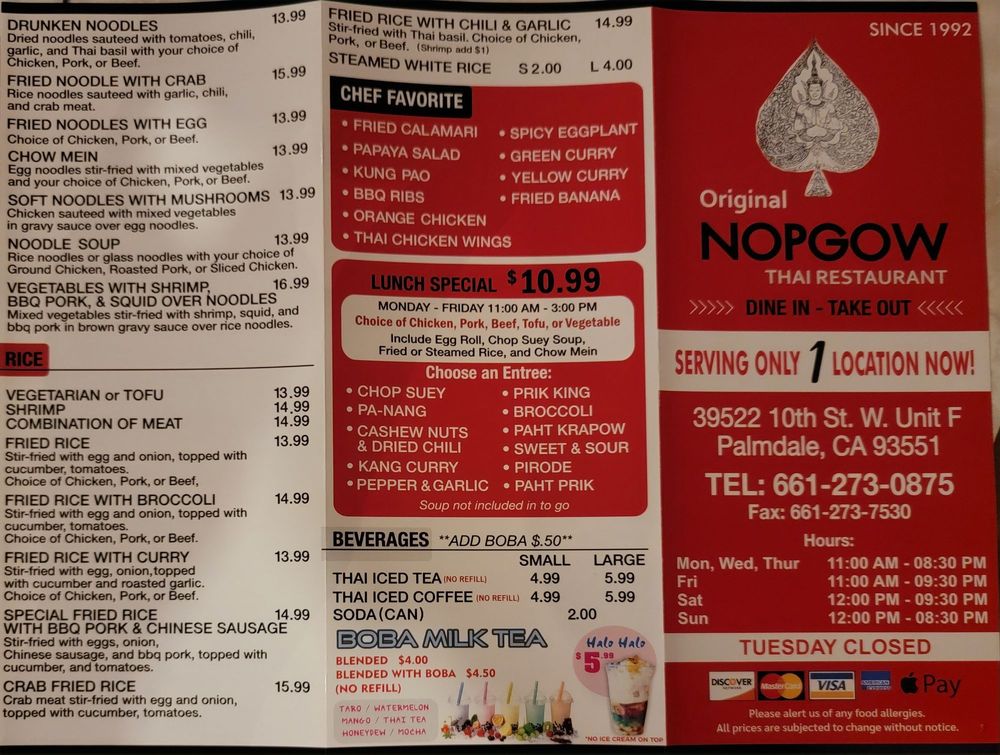 DRUNKEN NOODLES 13.99
Dried noodles sauteed with tomatoes, chili,
garlic, and Thai basil with your choice of
Chicken, Pork, or Beef.
FRIED NOODLE WITH CRAB 15.99
Rice noodles sauteed with garlic, chili,
and crab meat.
FRIED NOODLES WITH EGG 13.99
Choice of Chicken, Pork, or Beef.
CHOW MEIN 13.99
Egg noodles stir-fried with mixed vegetables
and your choice of Chicken, Pork, or Beef.
SOFT NOODLES WITH MUSHROOMS 13.99
Chicken sauteed with mixed vegetables
in gravy sauce over egg noodles.
NOODLE SOUP 13.99
Rice noodles or glass noodles with your choice of
Ground Chicken, Roasted Pork, or Sliced Chicken.
VEGETABLES WITH SHRIMP, 16.99
BBQ PORK, & SQUID OVER NOODLES
Mixed vegetables stir-fried with shrimp, squid, and
bbq pork in brown gravy sauce over rice noodles.
RICE
VEGETARIAN or TOFU 13.99
SHRIMP 14.99
COMBINATION OF MEAT 14.99
FRIED RICE 13.99
Stir-fried with egg and onion, topped with
cucumber, tomatoes.
Choice of Chicken, Pork, or Beef,
FRIED RICE WITH BROCCOLI 14.99
Stir-fried with egg and onion, topped with
cucumber, tomatoes.
Choice of Chicken, Pork, or Beef.
FRIED RICE WITH CURRY 13.99
Stir-fried with egg, onion, topped
with cucumber and roasted garlic.
Choice of Chicken, Pork, or Beef.
SPECIAL FRIED RICE 14.99
WITH BBQ PORK & CHINESE SAUSAGE
Stir-fried with eggs, onion,
Chinese sausage, and bbq pork, topped with
cucumber, and tomatoes.
CRAB FRIED RICE 15.99
Crab meat stir-fried with egg and onion,
topped with cucumber, tomatoes.
FRIED RICE WITH CHILI & GARLIC 14.99
Stir-fried with Thai basil. Choice of Chicken,
Pork, or Beef. (Shrimp add $1)
STEAMED WHITE RICE S 2.00 L 4.00
CHEF FAVORITE
• FRIED CALAMARI
• PAPAYA SALAD
• KUNG PAO
• BBQ RIBS
• ORANGE CHICKEN
• THAI CHICKEN WINGS
• SPICY EGGPLANT
• GREEN CURRY
• YELLOW CURRY
• FRIED BANANA
LUNCH SPECIAL $10.99
MONDAY - FRIDAY 11:00 AM - 3:00 PM
Choice of Chicken, Pork, Beef, Tofu, or Vegetable
Include Egg Roll, Chop Suey Soup,
Fried or Steamed Rice, and Chow Mein
Choose an Entree:
• CHOP SUEY
• PA-NANG
• CASHEW NUTS
& DRIED CHILI
• KANG CURRY
• PEPPER & GARLIC
• PRIK KING
• BROCCOLI
• PAHT KRAPOW
• SWEET & SOUR
• PIRODE
• PAHT PRIK
Soup not included in to go
BEVERAGES **ADD BOBA $.50**
SMALL LARGE
THAI ICED TEA (NO REFILL) 4.99 5.99
THAI ICED COFFEE (NO REFILL) 4.99 5.99
SODA (CAN) 2.00
BOBA MILK TEA
BLENDED $4.00
BLENDED WITH BOBA $4.50
(NO REFILL)
TARO / WATERMELON
MANGO / THAI TEA
HONEYDEW / MOCHA
Halo Halo
$5.99
*NO ICE CREAM ON TOP
SINCE 1992
Original
NOPGOW
THAI RESTAURANT
>>>>> DINE IN - TAKE OUT <<<<<
SERVING ONLY 1 LOCATION NOW!
39522 10th St. W. Unit F
Palmdale, CA 93551
TEL: 661-273-0875
Fax: 661-273-7530
Hours:
Mon, Wed, Thur 11:00 AM - 08:30 PM
Fri 11:00 AM - 09:30 PM
Sat 12:00 PM - 09:30 PM
Sun 12:00 PM - 08:30 PM
TUESDAY CLOSED
DISCOVER NETWORK MasterCard VISA AMERICAN EXPRESS Pay
Please alert us of any food allergies.
All prices are subjected to change without notice.